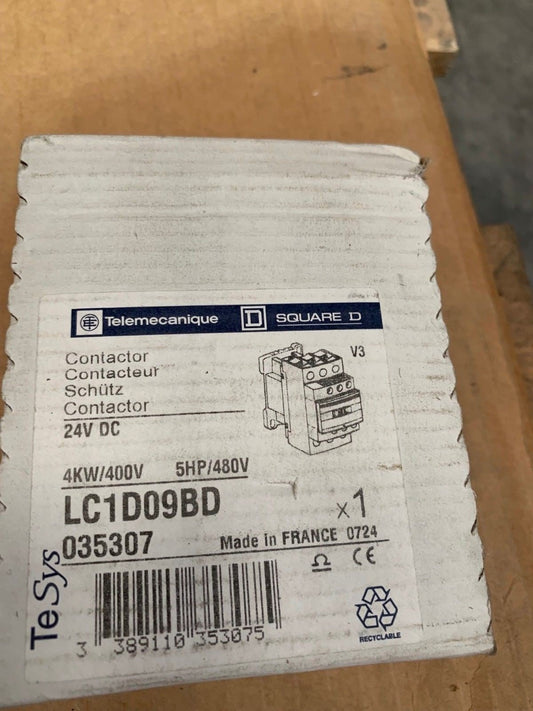 Telemecanique D SQUARE D
Contactor
Contacteur
Schütz
Contactor
24V DC
V3
4KW/400V 5HP/480V
LC1D09BD x1
035307 Made in FRANCE 0724
CE
TeSys
3 389110 353075
RECYCLABLE